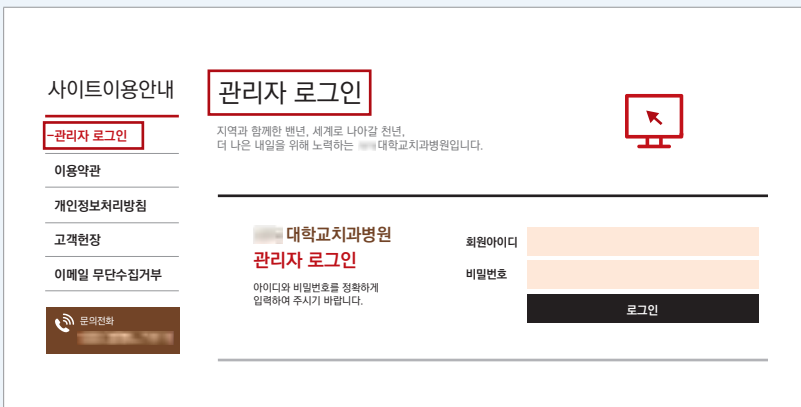 사이트이용안내
-관리자 로그인
이용약관
개인정보처리방침
고객헌장
이메일 무단수집거부
문의전화
관리자 로그인
지역과 함께한 밴년, 세계로 나아갈 천년,
더 나은 내일을 위해 노력하는 대학교치과병원입니다.
대학교치과병원
관리자 로그인
아이디와 비밀번호를 정확하게
입력하여 주시기 바랍니다.
회원아이디
비밀번호
로그인